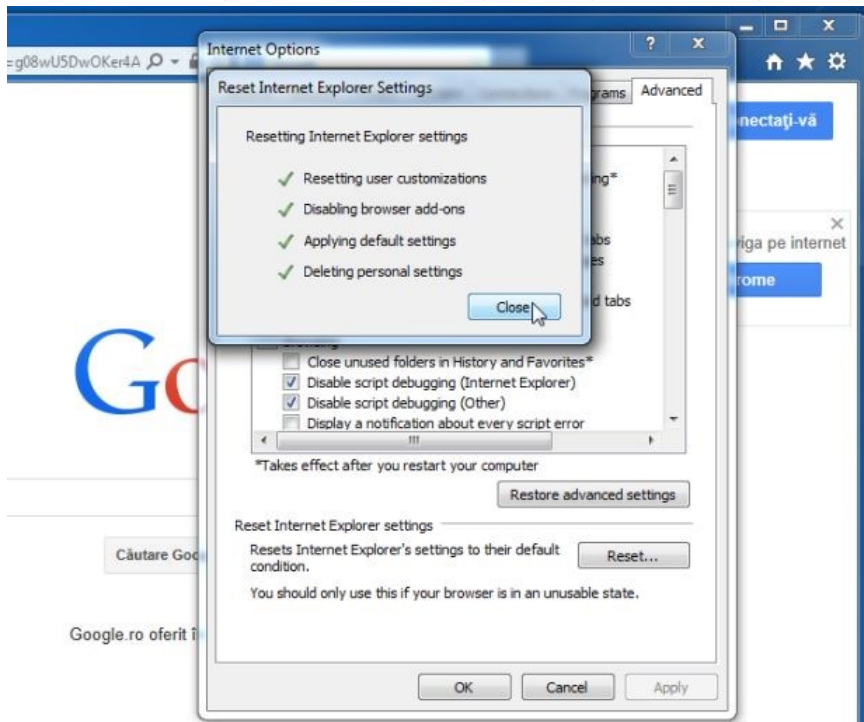 =g08wU5DwOKer4A
Internet Options
Reset Internet Explorer Settings
Advanced
Resetting Internet Explorer settings
Resetting user customizations
Disabling browser add-ons
Applying default settings
Deleting personal settings
Close
d tabs
Close unused folders in History and Favorites*
Disable script debugging (Internet Explorer)
Disable script debugging (Other)
Display a notification about every script error
*Takes effect after you restart your computer
Restore advanced settings
Reset Internet Explorer settings
Resets Internet Explorer's settings to their default
condition.
Reset...
You should only use this if your browser is in an unusable state.
OK
Cancel
Apply
nectaţi-vă
viga pe internet
rome
Go
Căutare Goo
Google.ro oferit î